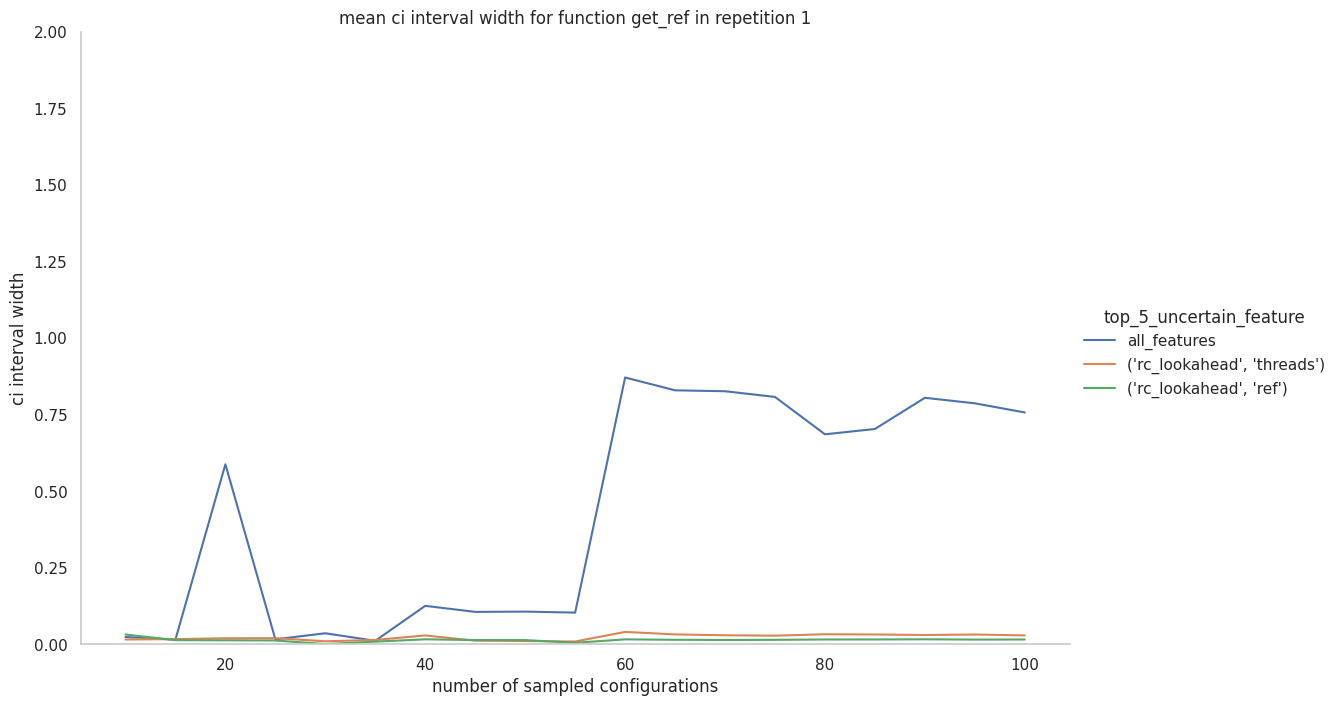 mean ci interval width for function get_ref in repetition 1
2.00
1.75
1.50
1.25
1.00
0.75
0.50
0.25
0.00
ci interval width
20
40
60
80
100
number of sampled configurations
top_5_uncertain_feature
all_features
('rc_lookahead', 'threads')
('rc_lookahead', 'ref')